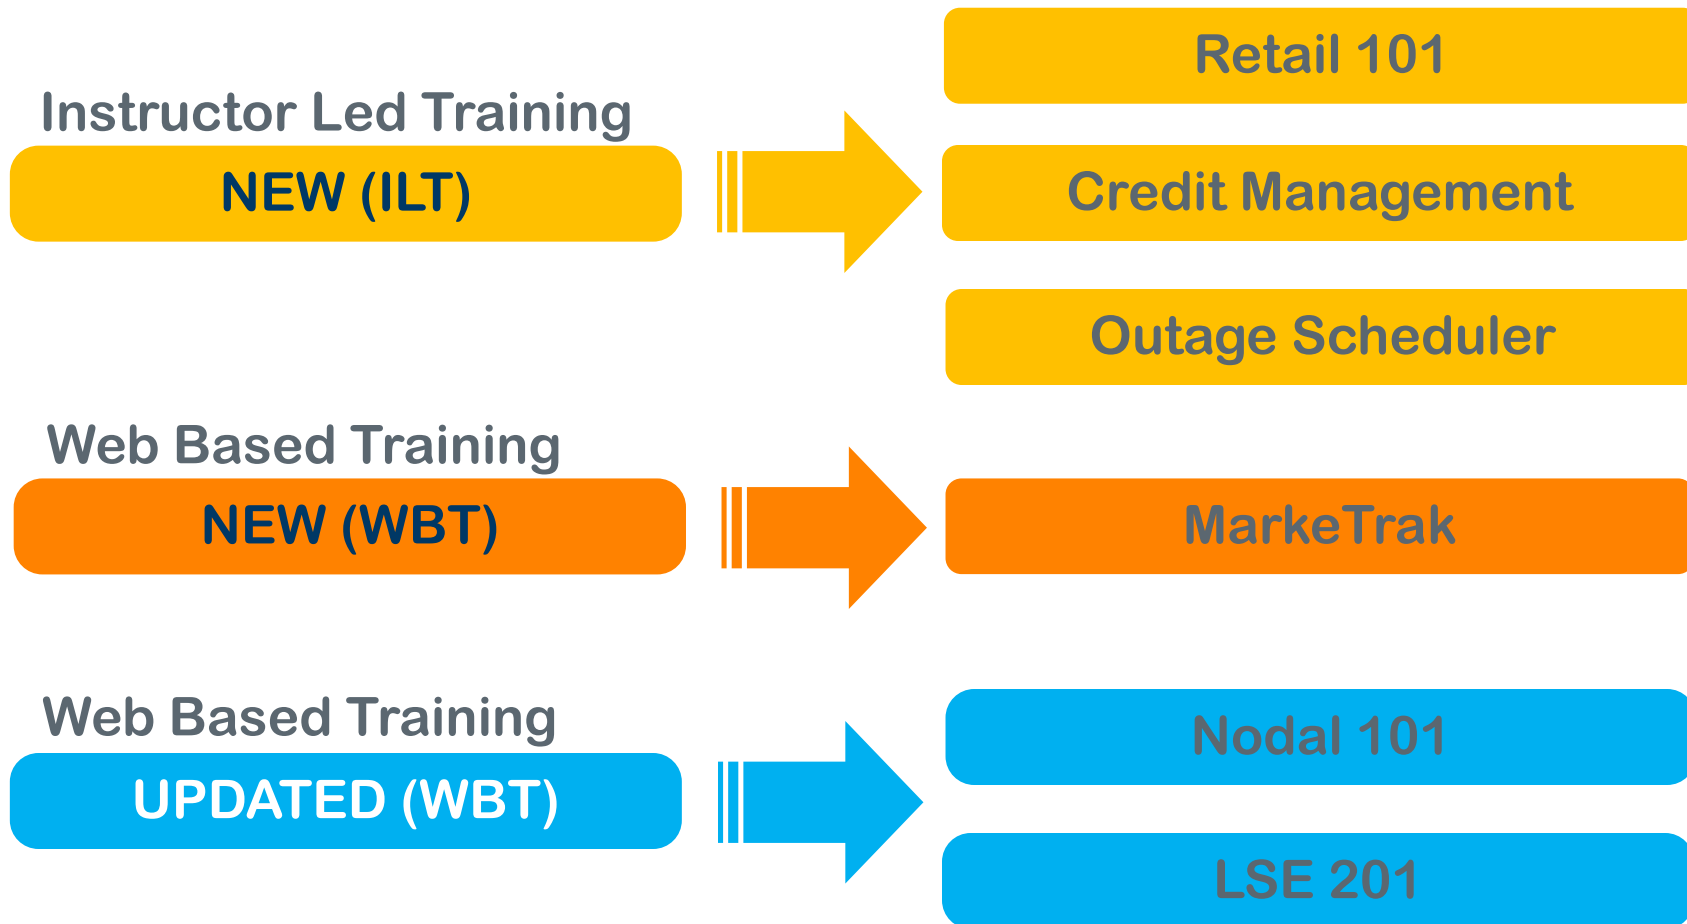 Instructor Led Training
NEW (ILT)
Retail 101
Credit Management
Outage Scheduler
Web Based Training
NEW (WBT)
MarkeTrak
Web Based Training
UPDATED (WBT)
Nodal 101
LSE 201